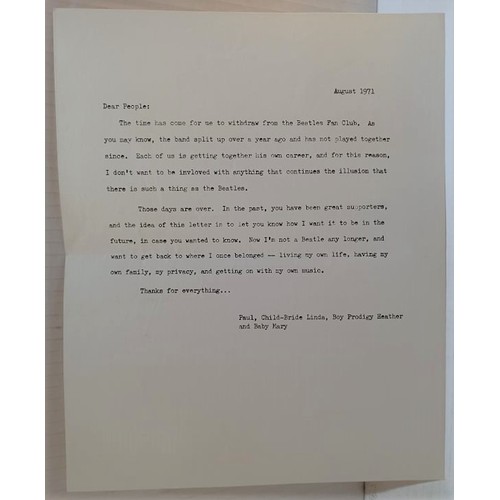 August 1971
Dear People:
The time has come for me to withdraw from the Beatles Fan Club. As
you may know, the band split up over a year ago and has not played together
since. Each of us is getting together his own career, and for this reason,
I don't want to be invloved with anything that continues the illusion that
there is such a thing as the Beatles.
Those days are over. In the past, you have been great supporters,
and the idea of this letter is to let you know how I want it to be in the
future, in case you wanted to know. Now I'm not a Beatle any longer, and
want to get back to where I once belonged -- living my own life, having my
own family, my privacy, and getting on with my own music.
Thanks for everything...
Paul, Child-Bride Linda, Boy Prodigy Heather
and Baby Mary